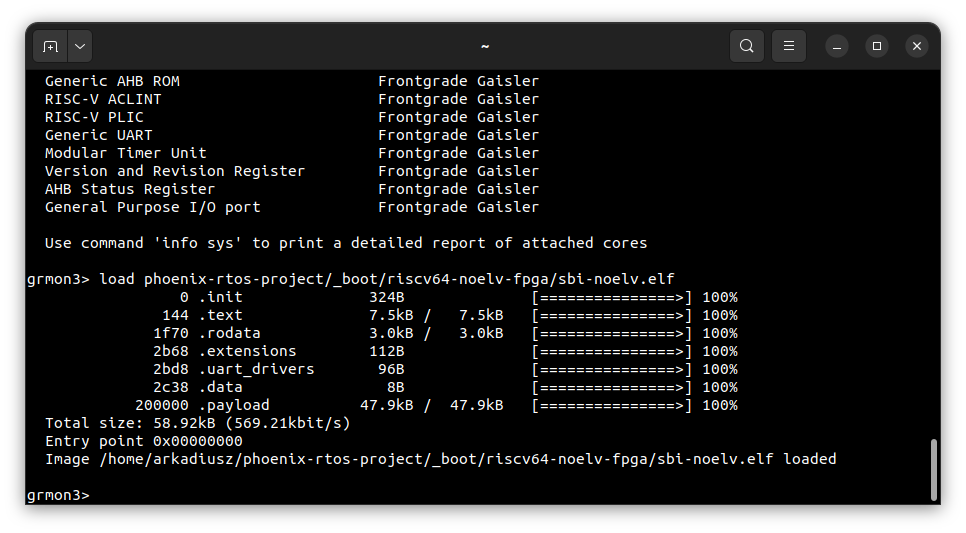 ~
Generic AHB ROM Frontgrade Gaisler
RISC-V ACLINT Frontgrade Gaisler
RISC-V PLIC Frontgrade Gaisler
Generic UART Frontgrade Gaisler
Modular Timer Unit Frontgrade Gaisler
Version and Revision Register Frontgrade Gaisler
AHB Status Register Frontgrade Gaisler
General Purpose I/O port Frontgrade Gaisler
Use command 'info sys' to print a detailed report of attached cores
grmon3> load phoenix-rtos-project/_boot/riscv64-noelv-fpga/sbi-noelv.elf
0 .init 324B [===============>] 100%
144 .text 7.5kB / 7.5kB [===============>] 100%
1f70 .rodata 3.0kB / 3.0kB [===============>] 100%
2b68 .extensions 112B [===============>] 100%
2bd8 .uart_drivers 96B [===============>] 100%
2c38 .data 8B [===============>] 100%
200000 .payload 47.9kB / 47.9kB [===============>] 100%
Total size: 58.92kB (569.21kbit/s)
Entry point 0x00000000
Image /home/arkadiusz/phoenix-rtos-project/_boot/riscv64-noelv-fpga/sbi-noelv.elf loaded
grmon3>